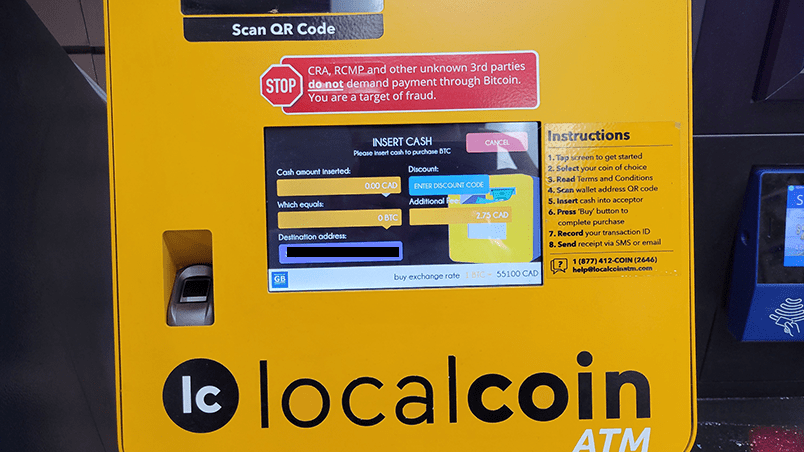 Scan QR Code
STOP
CRA, RCMP and other unknown 3rd parties
do not demand payment through Bitcoin.
You are a target of fraud.
INSERT CASH
Please insert cash to purchase BTC
CANCEL
Cash amount inserted:
0.00 CAD
Discount:
ENTER DISCOUNT CODE
Which equals:
0 BTC
Additional Fee:
2.75 CAD
Destination address:
GB
buy exchange rate 1 BTC = 55100 CAD
Instructions
1. Tap screen to get started
2. Select your coin of choice
3. Read Terms and Conditions
4. Scan wallet address QR code
5. Insert cash into acceptor
6. Press 'Buy' button to
complete purchase
7. Record your transaction ID
8. Send receipt via SMS or email
1 (877) 412-COIN (2646)
help@localcoinatm.com
lc localcoin
ATM